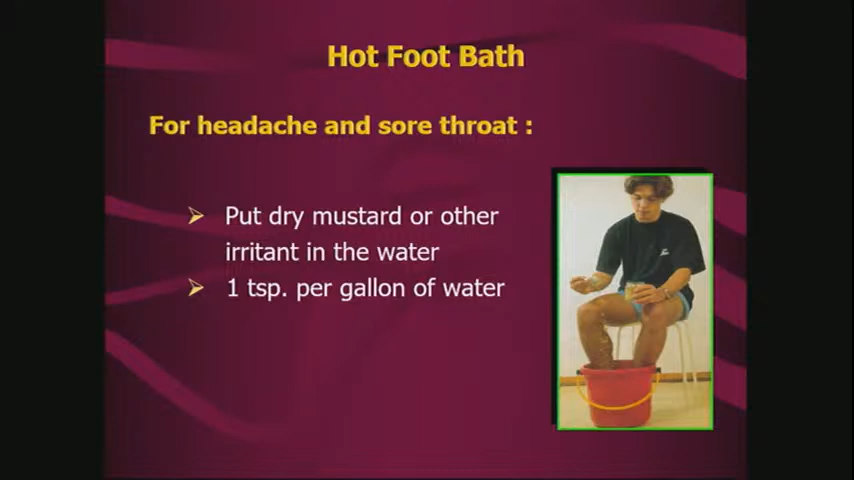 Hot Foot Bath
For headache and sore throat :
Put dry mustard or other
irritant in the water
1 tsp. per gallon of water